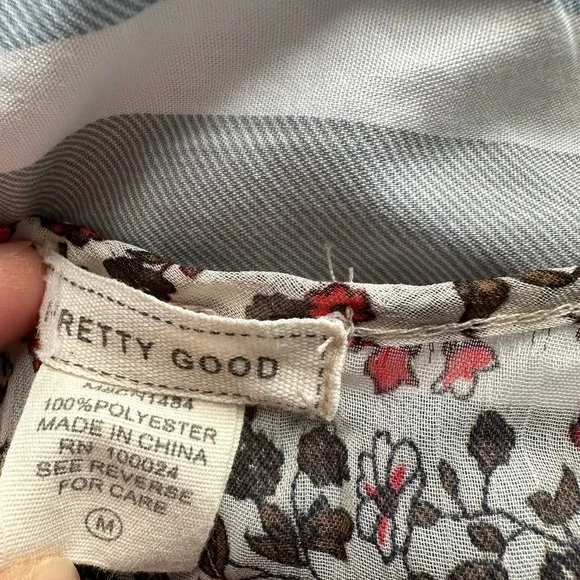 PRETTY GOOD
100%POLYESTER
MADE IN CHINA
RN 100024
SEE REVERSE
FOR CARE
M